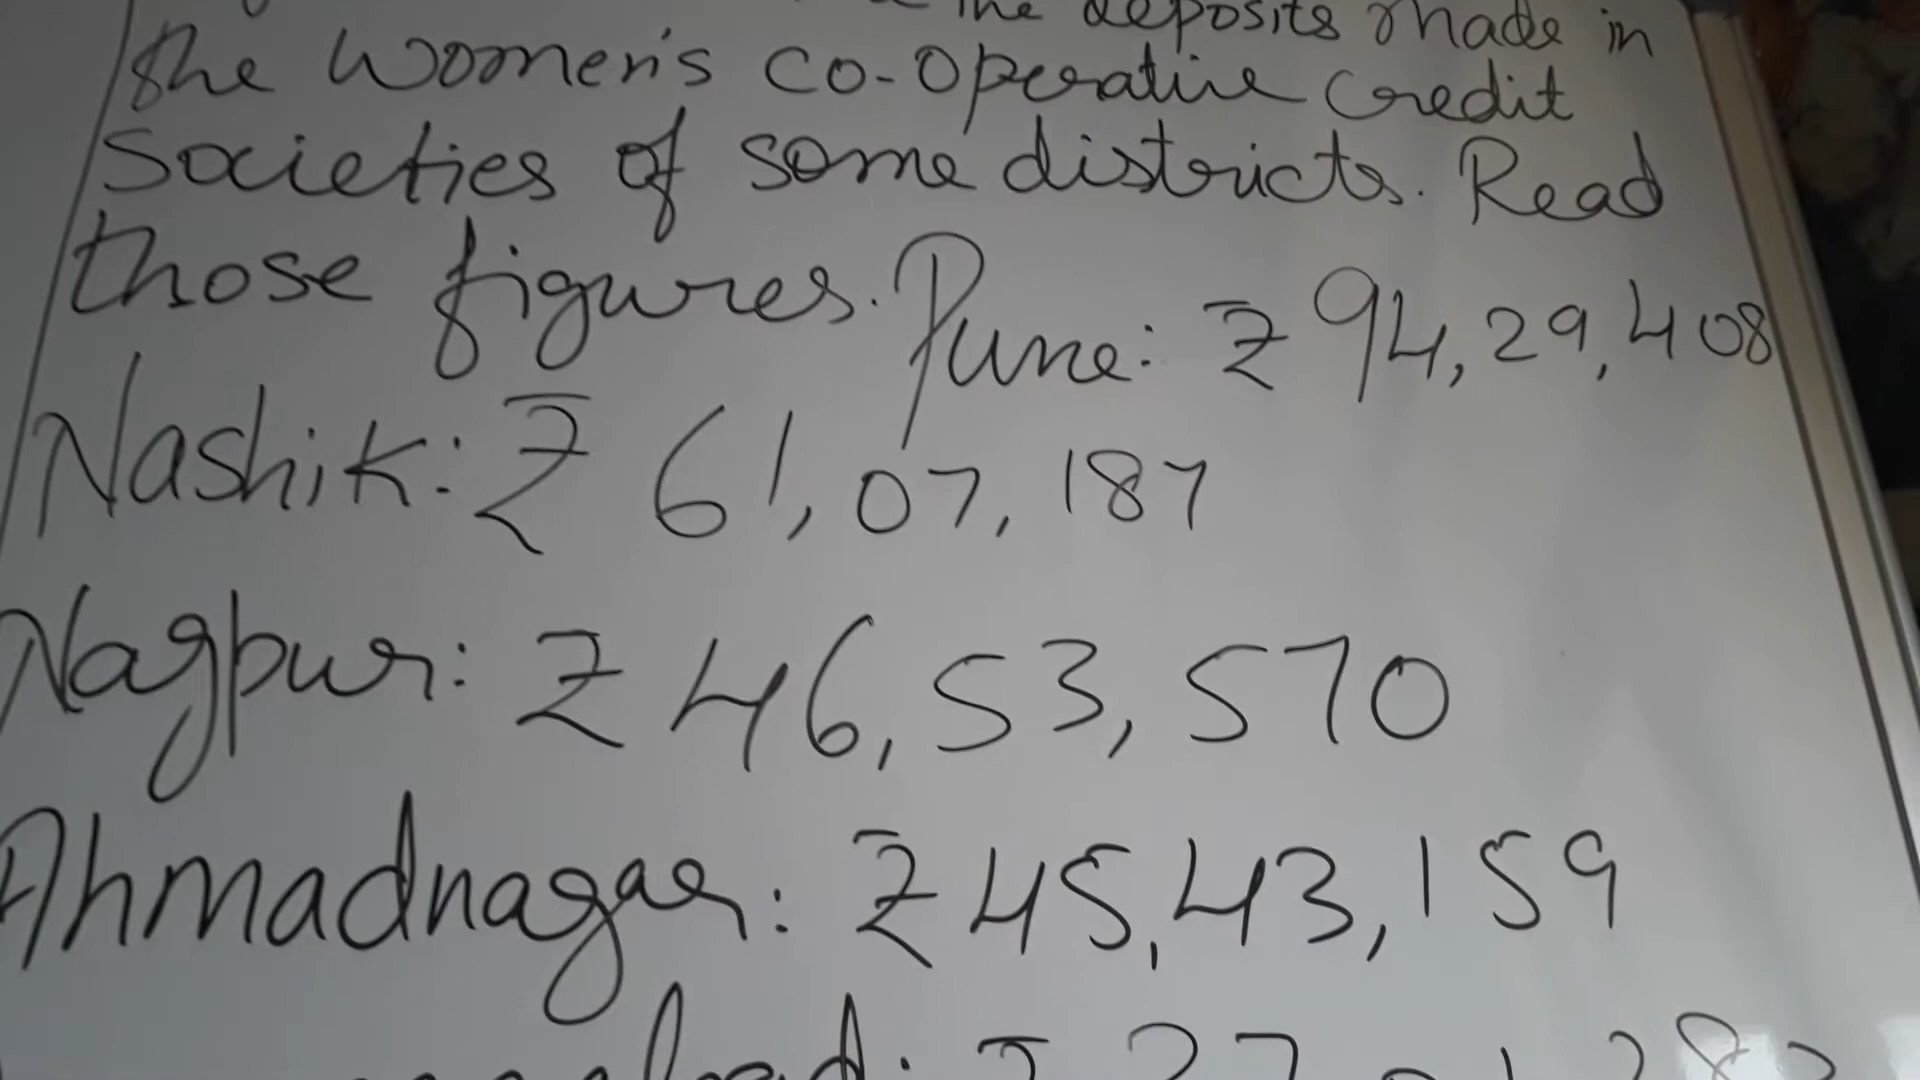 the deposits made in
the Women's co-operative credit
Societies of some districts. Read
those figures. Pune: ₹ 94,29,408
Nashik: ₹ 61,07,187
Nagpur: ₹ 46,53,570
Ahmadnagar: ₹ 45,43,159